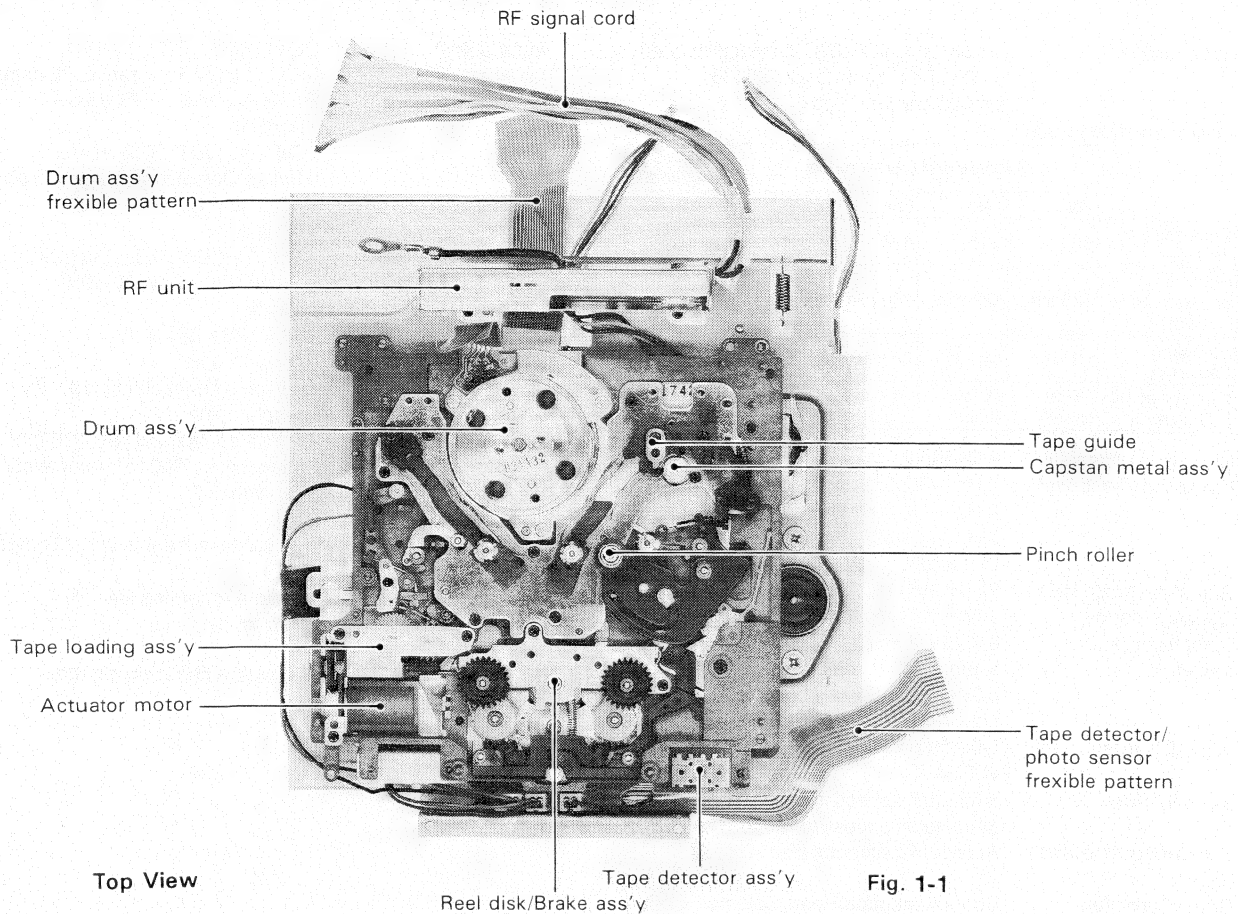 RF signal cord
Drum ass'y
frexible pattern
RF unit
1742
Drum ass'y
Tape guide
Capstan metal ass'y
Pinch roller
Tape loading ass'y
Actuator motor
Tape detector/
photo sensor
frexible pattern
Top View
Tape detector ass'y
Fig. 1-1
Reel disk/Brake ass'y